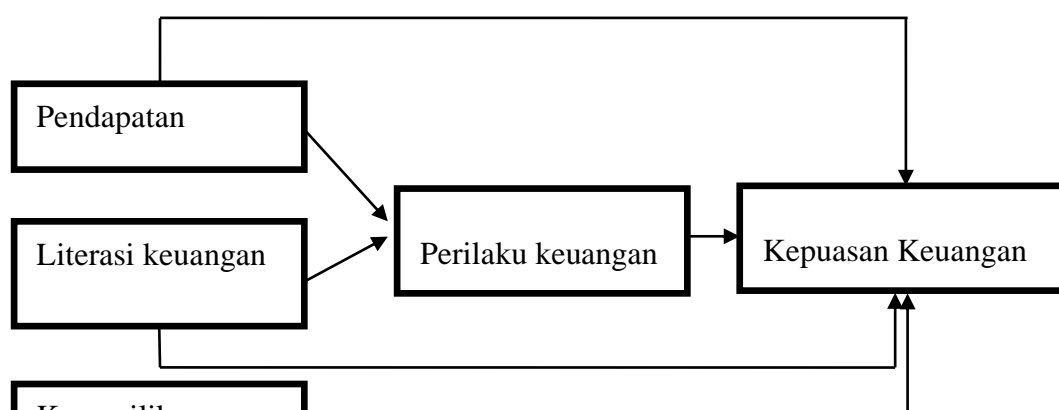 Pendapatan
Literasi keuangan
Perilaku keuangan
Kepuasan Keuangan